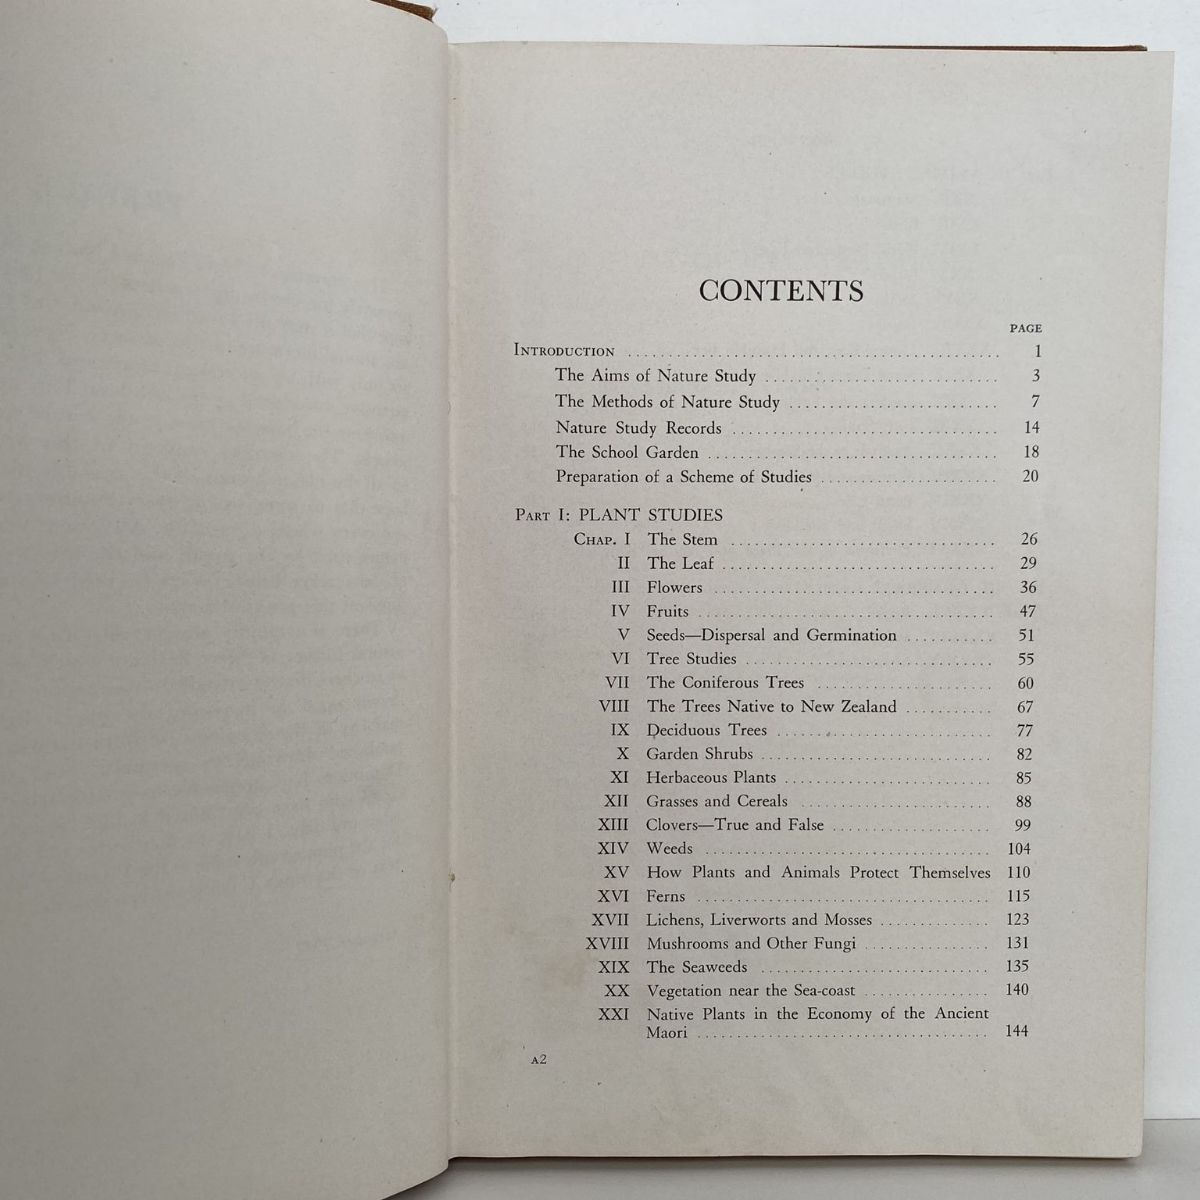 CONTENTS
PAGE
INTRODUCTION ........................................ 1
The Aims of Nature Study ............................ 3
The Methods of Nature Study ......................... 7
Nature Study Records ................................ 14
The School Garden ................................... 18
Preparation of a Scheme of Studies .................. 20
PART I: PLANT STUDIES
CHAP. I The Stem .................................... 26
II The Leaf ......................................... 29
III Flowers ......................................... 36
IV Fruits ........................................... 47
V Seeds—Dispersal and Germination ........... 51
VI Tree Studies ..................................... 55
VII The Coniferous Trees ............................ 60
VIII The Trees Native to New Zealand ........... 67
IX Deciduous Trees .................................. 77
X Garden Shrubs ..................................... 82
XI Herbaceous Plants ................................ 85
XII Grasses and Cereals ............................. 88
XIII Clovers—True and False ......................... 99
XIV Weeds ........................................... 104
XV How Plants and Animals Protect Themselves 110
XVI Ferns ........................................... 115
XVII Lichens, Liverworts and Mosses .............. 123
XVIII Mushrooms and Other Fungi ................ 131
XIX The Seaweeds .................................... 135
XX Vegetation near the Sea-coast ................ 140
XXI Native Plants in the Economy of the Ancient
Maori ............................................... 144
A2